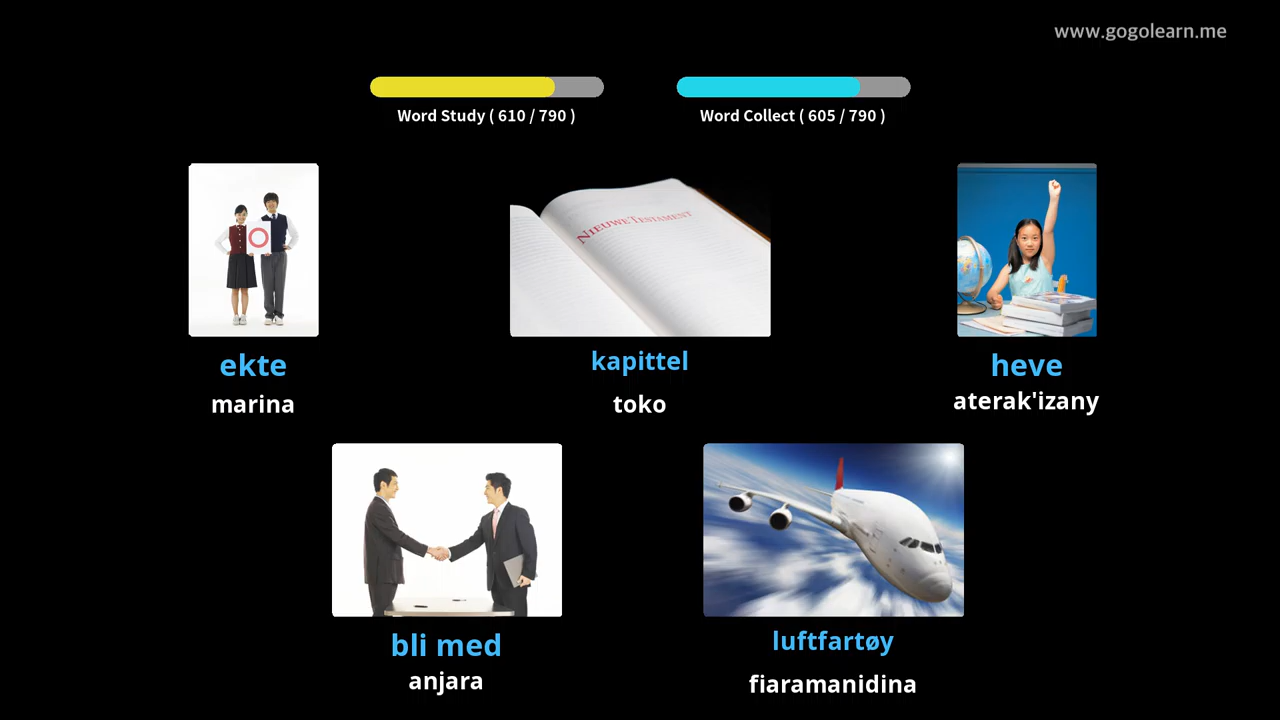 www.gogolearn.me
Word Study ( 610 / 790 )
Word Collect ( 605 / 790 )
NIEUWE TESTAMENT
ekte
marina
kapittel
toko
heve
aterak'izany
bli med
anjara
luftfartøy
fiaramanidina